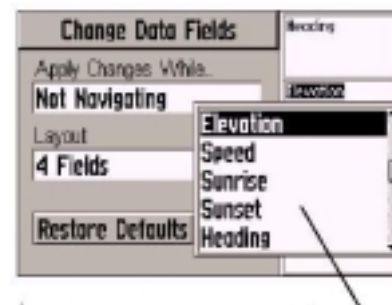 Change Data Fields
Apply Changes While..
Not Navigating
Layout
4 Fields
Restore Defaults
Heading
Elevation
Elevation
Speed
Sunrise
Sunset
Heading